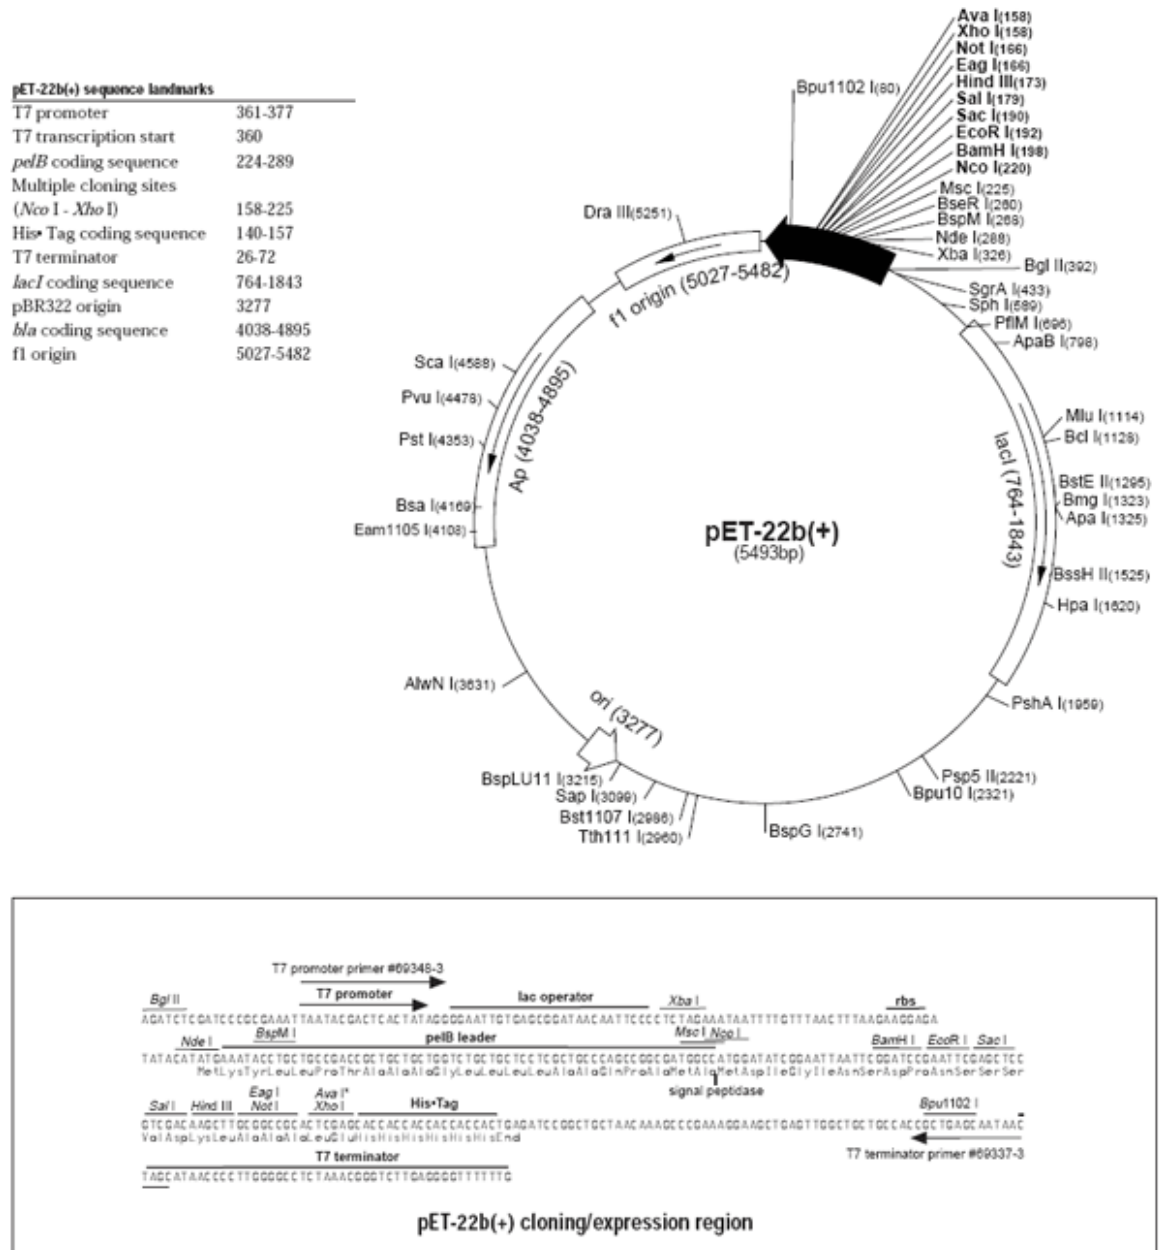 pET-22b(+) sequence landmarks
T7 promoter 361-377
T7 transcription start 360
pelB coding sequence 224-289
Multiple cloning sites
(Nco I - Xho I) 158-225
His•Tag coding sequence 140-157
T7 terminator 26-72
lacI coding sequence 764-1843
pBR322 origin 3277
bla coding sequence 4038-4895
f1 origin 5027-5482
Ava I(158)
Xho I(158)
Not I(166)
Eag I(166)
Hind III(173)
Sal I(179)
Sac I(190)
EcoR I(192)
BamH I(198)
Nco I(220)
Msc I(225)
BseR I(260)
BspM I(268)
Nde I(288)
Xba I(326)
Bgl II(392)
SgrA I(433)
Sph I(589)
PflM I(696)
ApaB I(798)
Mlu I(1114)
Bcl I(1128)
BstE II(1295)
Bmg I(1323)
Apa I(1325)
BssH II(1525)
Hpa I(1620)
PshA I(1959)
Psp5 II(2221)
Bpu10 I(2321)
BspG I(2741)
Tth111 I(2960)
Bst1107 I(2986)
Sap I(3099)
BspLU11 I(3215)
AlwN I(3631)
Eam1105 I(4108)
Bsa I(4169)
Pst I(4353)
Pvu I(4478)
Sca I(4588)
Dra III(5251)
Bpu1102 I(80)
f1 origin (5027-5482)
Ap (4038-4895)
lacI (764-1843)
ori (3277)
pET-22b(+)
(5493bp)
T7 promoter primer #69348-3
Bgl II T7 promoter lac operator Xba I rbs
AGATCTCGATCCCGCGAAATTAATACGACTCACTATAGGGGAATTGTGAGCGGATAACAATTCCCCTCTAGAAATAATTTTGTTTAACTTTAAGAAGGAGA
Nde I BspM I pelB leader Msc I Nco I BamH I EcoR I Sac I
TATACATATGAAATACCTGCTGCCGACCGCTGCTGCTGGTCTGCTGCTCCTCGCTGCCCAGCCGGCGATGGCCATGGATATCGGAATTAATTCGGATCCGAATTCGAGCTCC
MetLysTyrLeuLeuProThrAlaAlaAlaGlyLeuLeuLeuLeuAlaAlaGlnProAlaMetAlaMetAspIleGlyIleAsnSerAspProAsnSerSerSer
signal peptidase
Sal I Hind III Eag I Not I Ava I* Xho I His•Tag Bpu1102 I
GTCGACAAGCTTGCGGCCGCACTCGAGCACCACCACCACCACCACTGAGATCCGGCTGCTAACAAAGCCCGAAAGGAAGCTGAGTTGGCTGCTGCCACCGCTGAGCAATAAC
ValAspLysLeuAlaAlaAlaLeuGluHisHisHisHisHisHisEnd
T7 terminator primer #69337-3
T7 terminator
TAGCATAACCCCTTGGGGCCTCTAAACGGGTCTTGAGGGGTTTTTTG
pET-22b(+) cloning/expression region